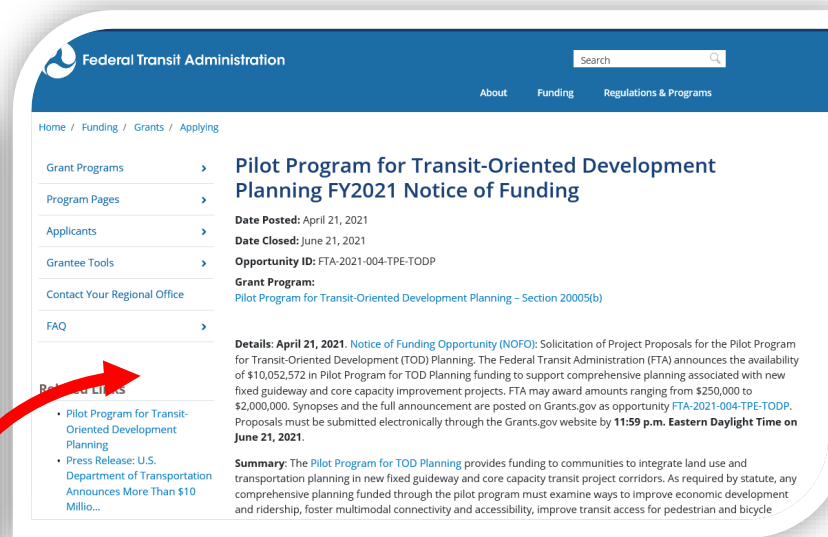 Federal Transit Administration
Search
About Funding Regulations & Programs
Home / Funding / Grants / Applying
Grant Programs
Program Pages
Applicants
Grantee Tools
Contact Your Regional Office
FAQ
Related Links
• Pilot Program for Transit-
Oriented Development
Planning
• Press Release: U.S.
Department of Transportation
Announces More Than $10
Millio...
Pilot Program for Transit-Oriented Development
Planning FY2021 Notice of Funding
Date Posted: April 21, 2021
Date Closed: June 21, 2021
Opportunity ID: FTA-2021-004-TPE-TODP
Grant Program:
Pilot Program for Transit-Oriented Development Planning – Section 20005(b)
Details: April 21, 2021. Notice of Funding Opportunity (NOFO): Solicitation of Project Proposals for the Pilot Program
for Transit-Oriented Development (TOD) Planning. The Federal Transit Administration (FTA) announces the availability
of $10,052,572 in Pilot Program for TOD Planning funding to support comprehensive planning associated with new
fixed guideway and core capacity improvement projects. FTA may award amounts ranging from $250,000 to
$2,000,000. Synopses and the full announcement are posted on Grants.gov as opportunity FTA-2021-004-TPE-TODP.
Proposals must be submitted electronically through the Grants.gov website by 11:59 p.m. Eastern Daylight Time on
June 21, 2021.
Summary: The Pilot Program for TOD Planning provides funding to communities to integrate land use and
transportation planning in new fixed guideway and core capacity transit project corridors. As required by statute, any
comprehensive planning funded through the pilot program must examine ways to improve economic development
and ridership, foster multimodal connectivity and accessibility, improve transit access for pedestrian and bicycle